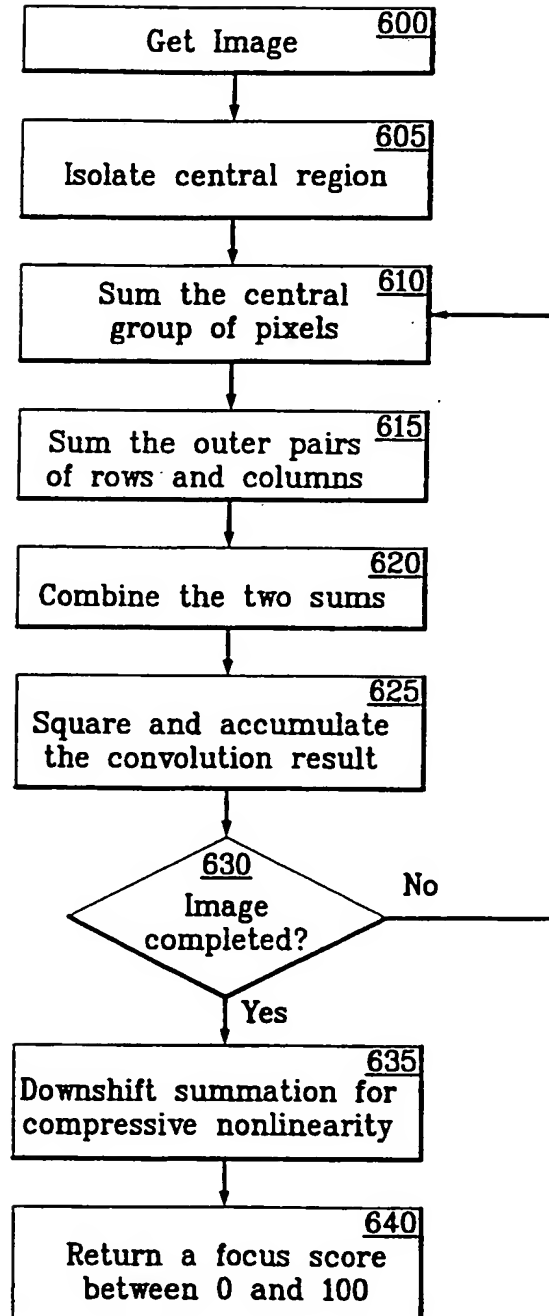 600
Get Image
605
Isolate central region
610
Sum the central
group of pixels
615
Sum the outer pairs
of rows and columns
620
Combine the two sums
625
Square and accumulate
the convolution result
630
Image
completed?
No
Yes
635
Downshift summation for
compressive nonlinearity
640
Return a focus score
between 0 and 100